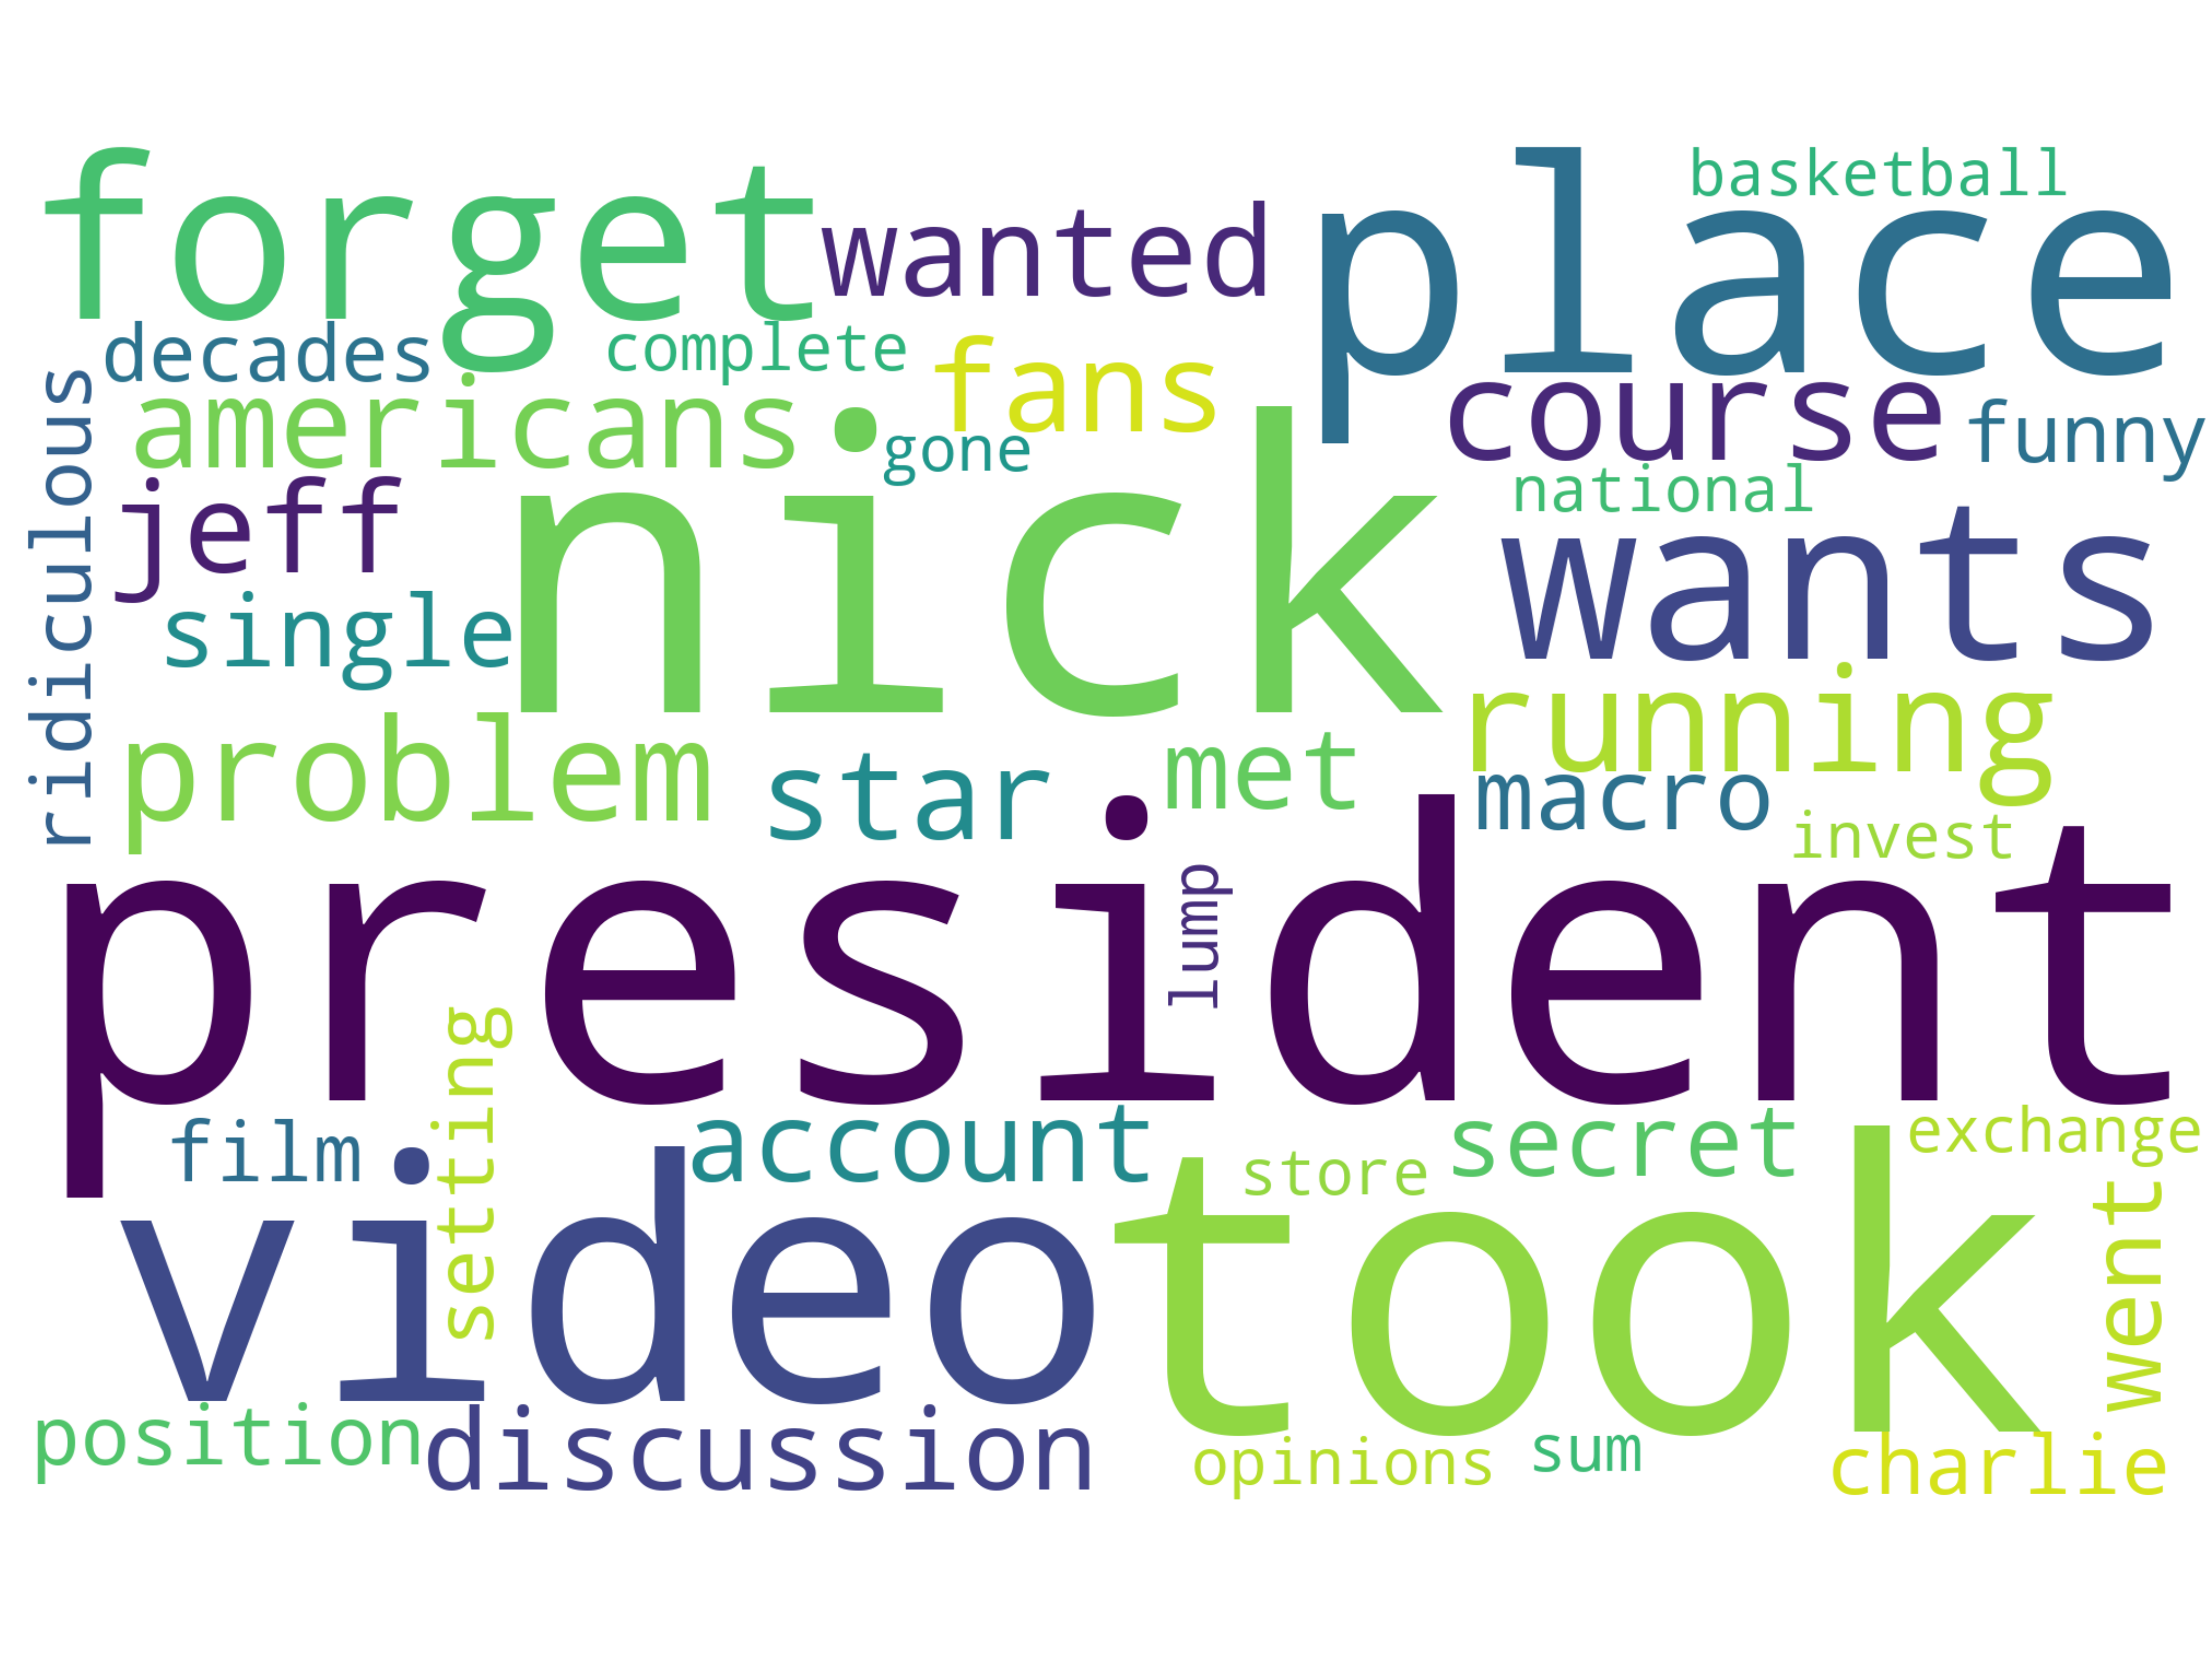 basketball
forget
wanted
place
decades
complete
fans
course
funny
americans
gone
ridiculous
jeff
nick
national
wants
single
running
problem
star
met
macro
invest
president
lump
setting
film
account
store
secret
exchange
video
took
went
position
discussion
opinions
sum
charlie